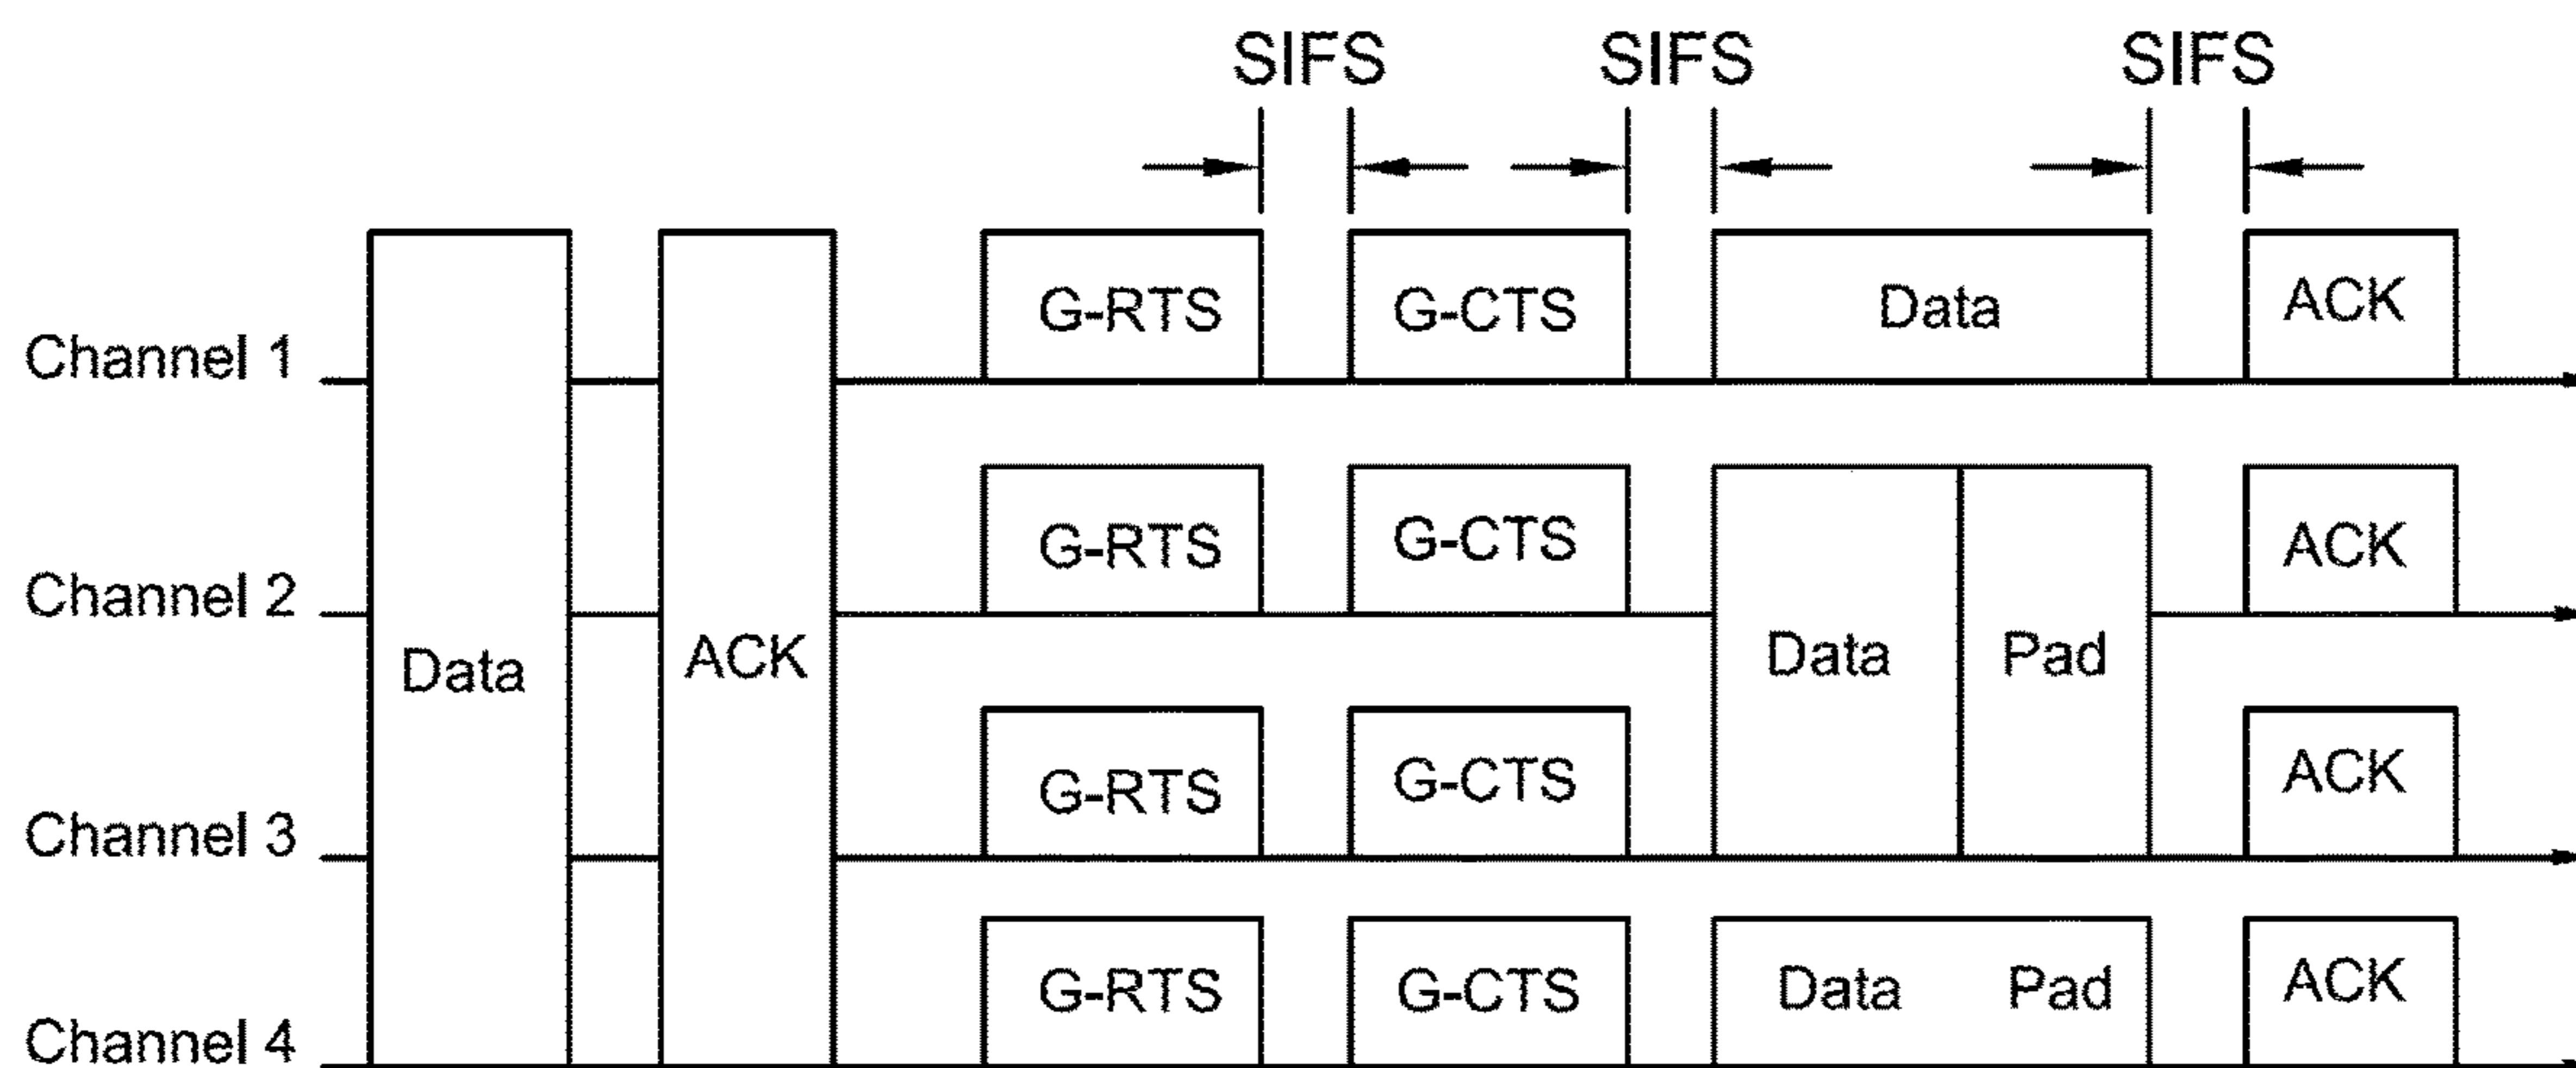 SIFS SIFS SIFS
Channel 1 G-RTS G-CTS Data ACK
Channel 2 G-RTS G-CTS ACK
Data ACK Data Pad
Channel 3 G-RTS G-CTS ACK
Channel 4 G-RTS G-CTS Data Pad ACK